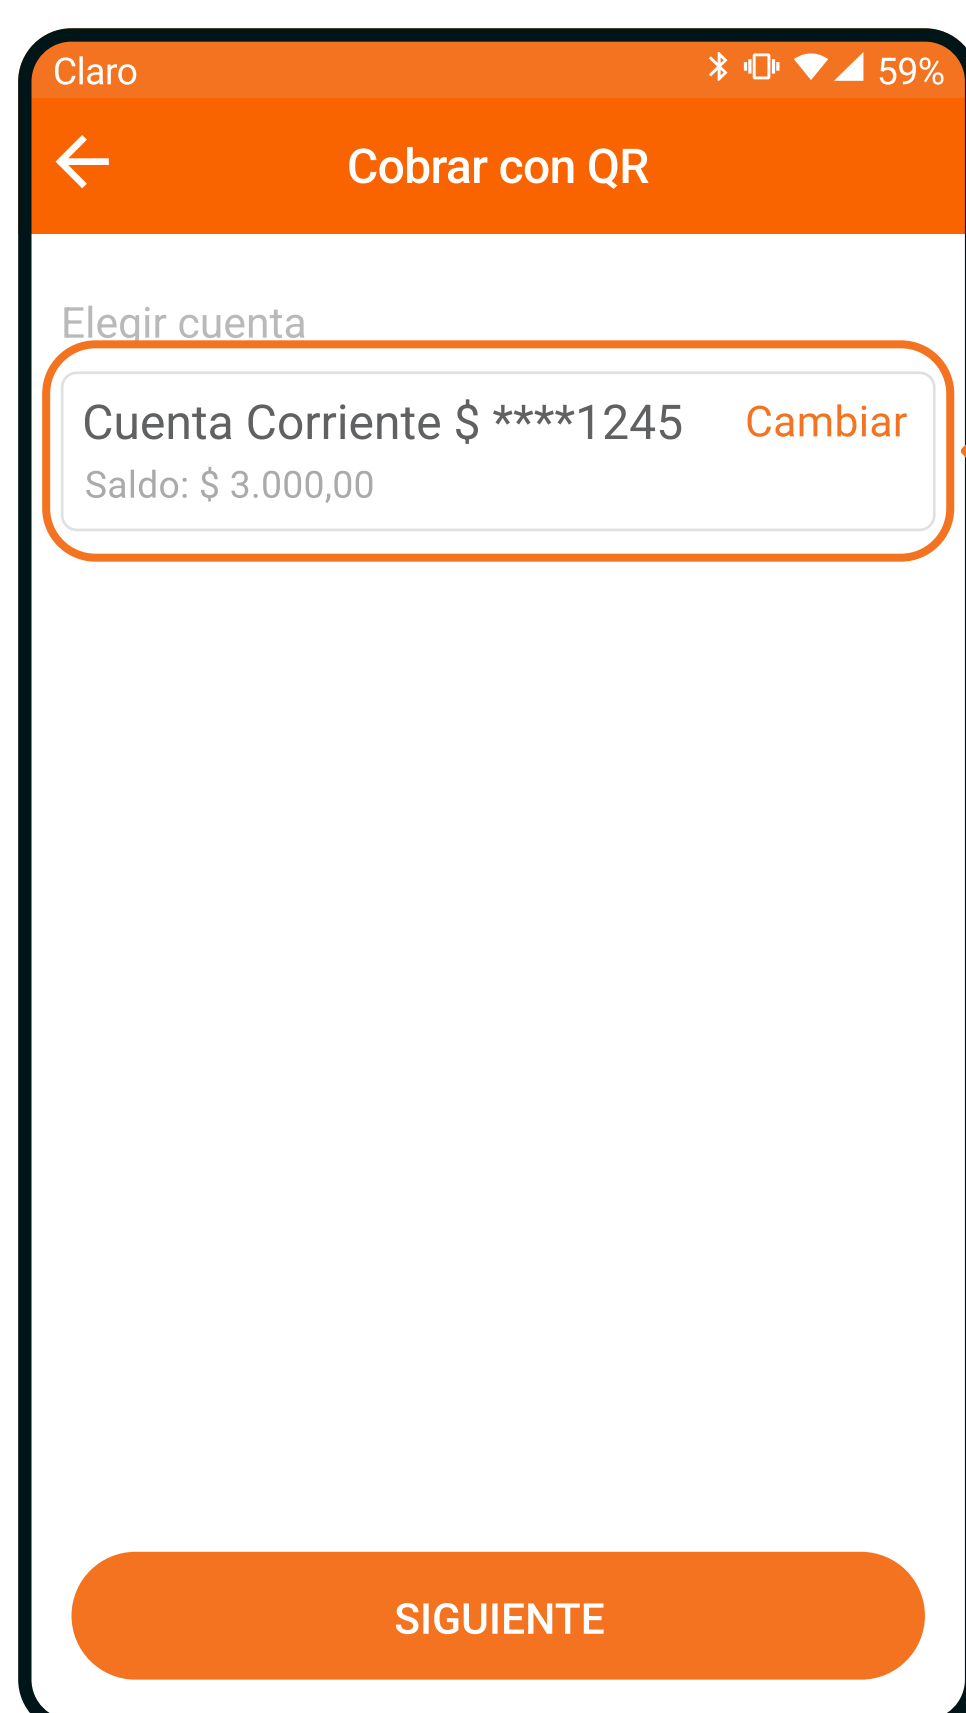 Claro 59%
Cobrar con QR
Elegir cuenta
Cuenta Corriente $ ****1245 Cambiar
Saldo: $ 3.000,00
SIGUIENTE